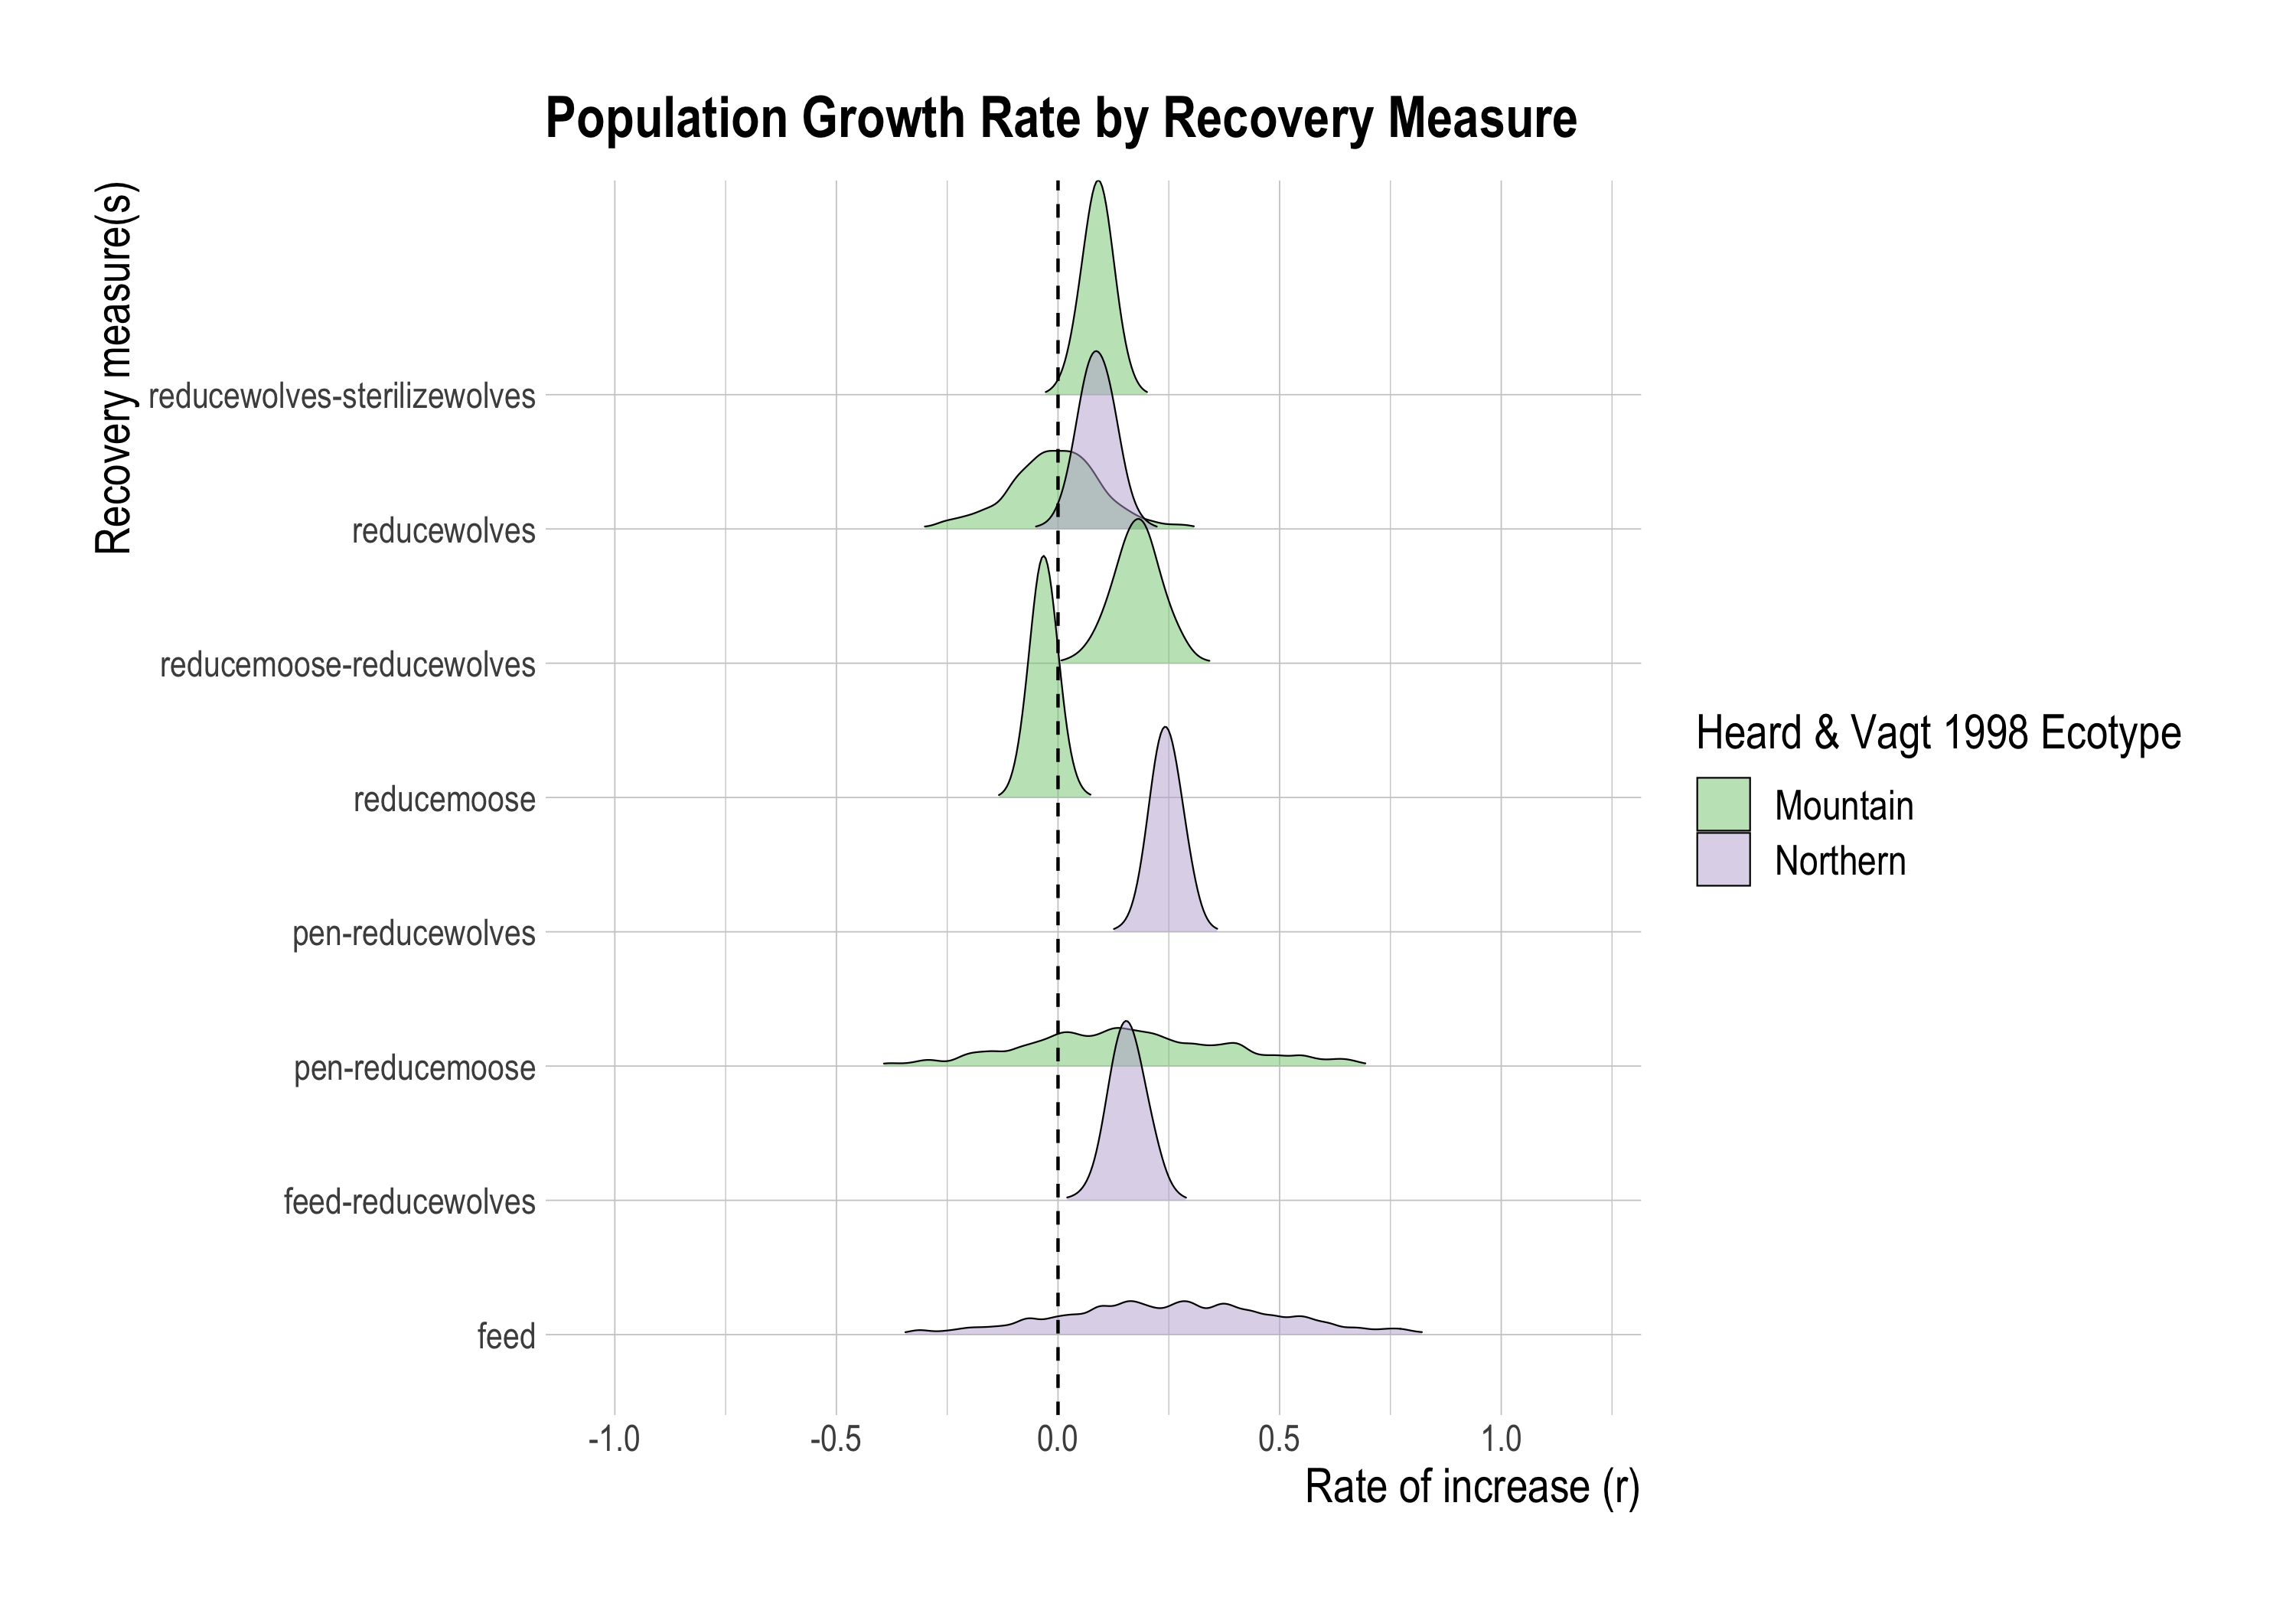 Population Growth Rate by Recovery Measure
Recovery measure(s)
reducewolves-sterilizewolves
reducewolves
reducemoose-reducewolves
reducemoose
pen-reducewolves
pen-reducemoose
feed-reducewolves
feed
-1.0
-0.5
0.0
0.5
1.0
Rate of increase (r)
Heard & Vagt 1998 Ecotype
Mountain
Northern